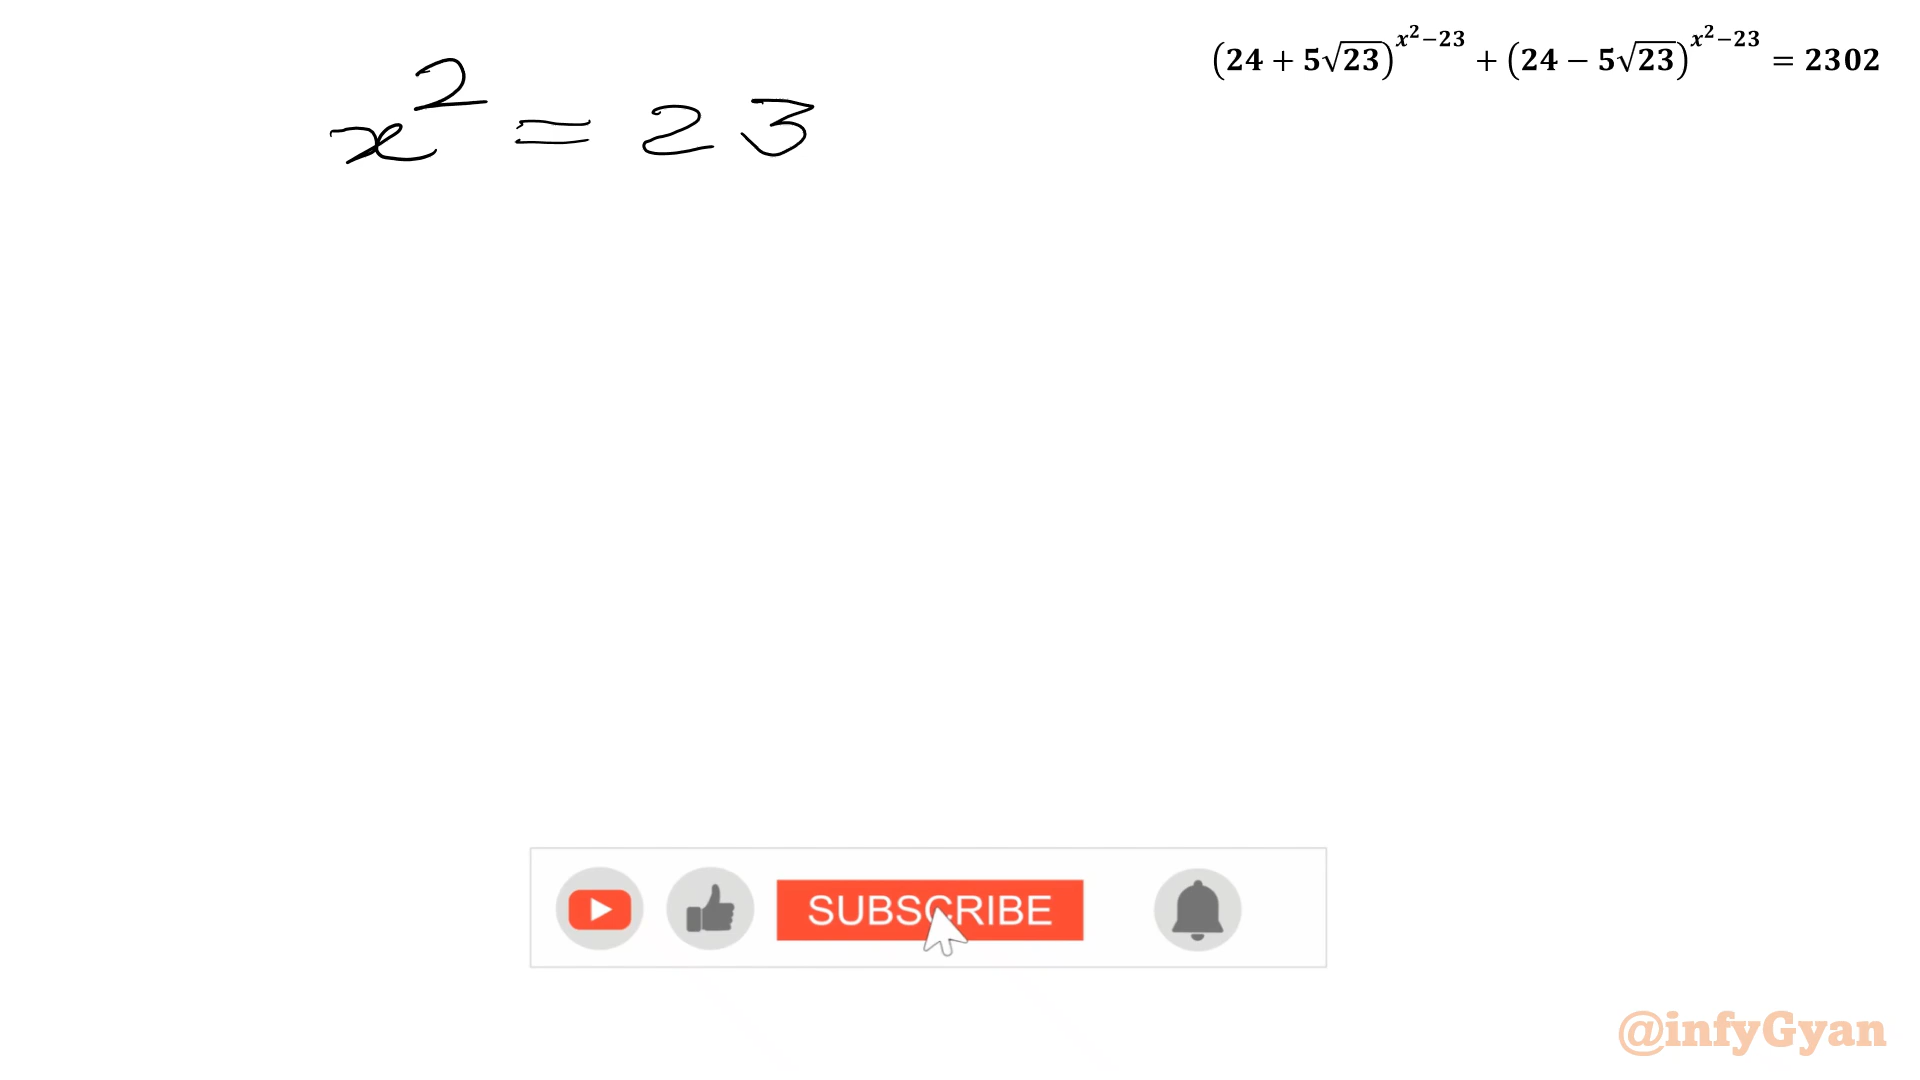 (24 + 5√23)^(x²−23) + (24 − 5√23)^(x²−23) = 2302
x² = 23
SUBSCRIBE
@infyGyan